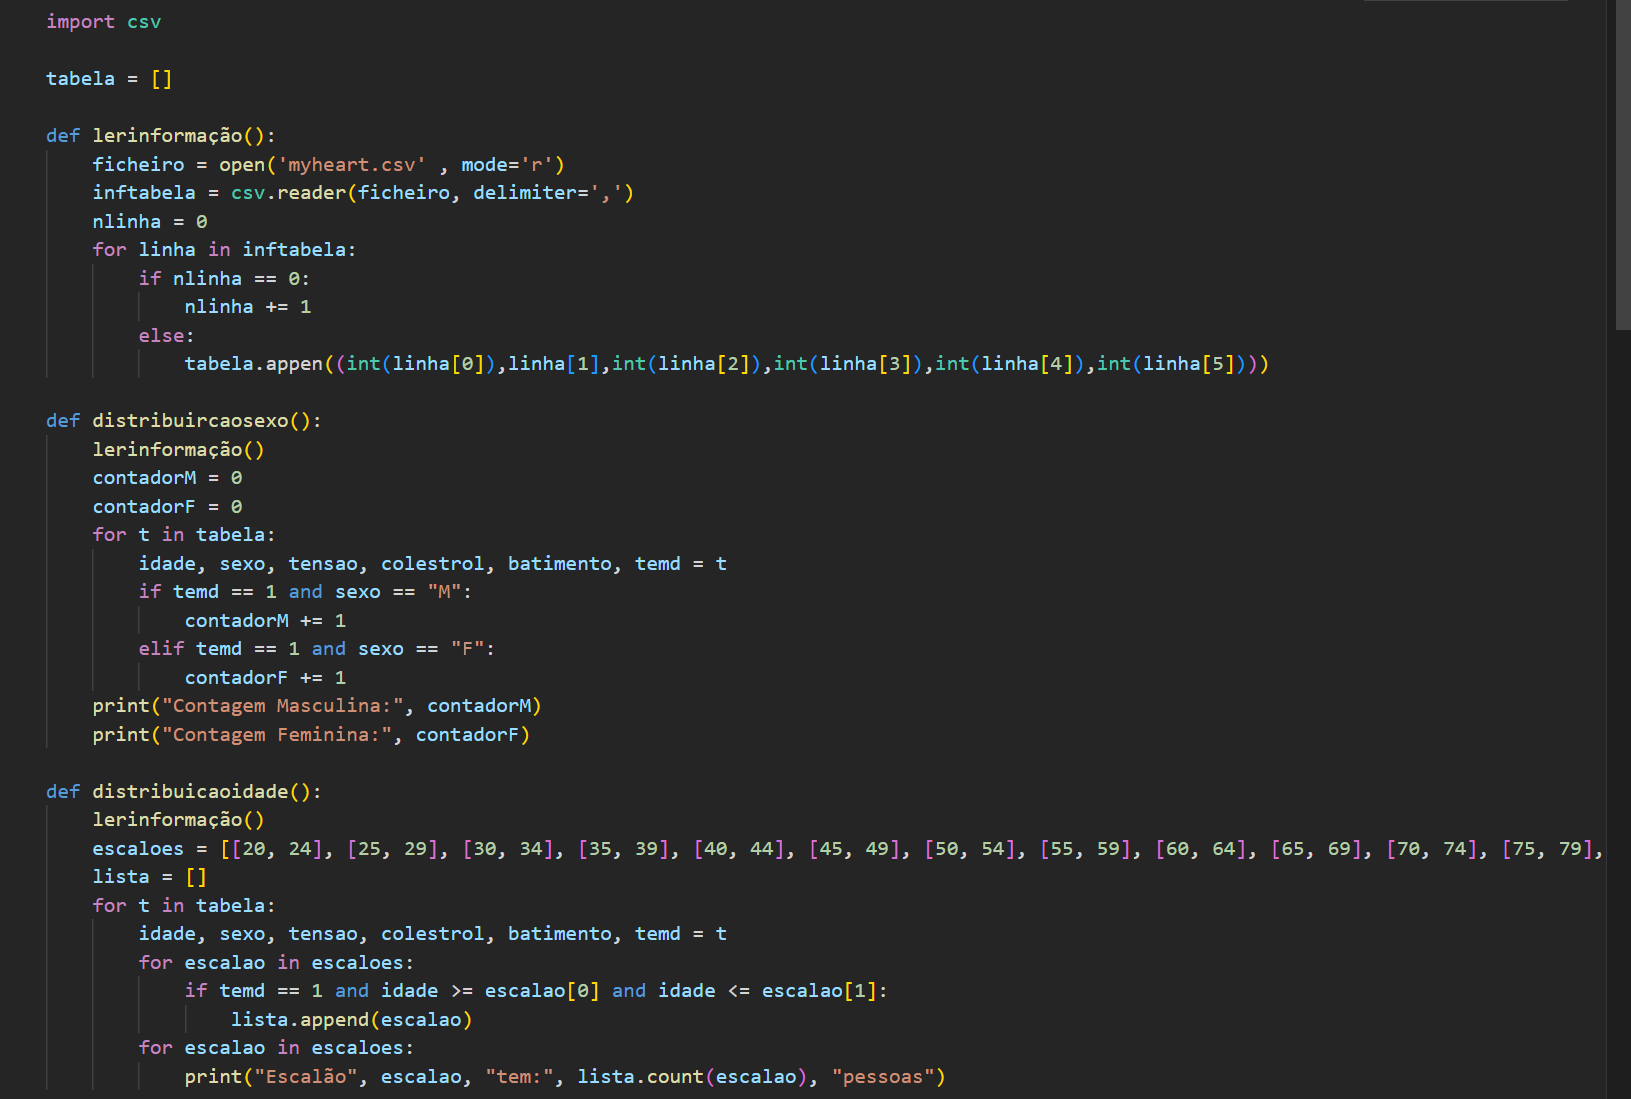 import csv
tabela = []
def lerinformação():
    ficheiro = open('myheart.csv' , mode='r')
    inftabela = csv.reader(ficheiro, delimiter=',')
    nlinha = 0
    for linha in inftabela:
        if nlinha == 0:
            nlinha += 1
        else:
            tabela.appen((int(linha[0]),linha[1],int(linha[2]),int(linha[3]),int(linha[4]),int(linha[5])))
def distribuircaosexo():
    lerinformação()
    contadorM = 0
    contadorF = 0
    for t in tabela:
        idade, sexo, tensao, colestrol, batimento, temd = t
        if temd == 1 and sexo == "M":
            contadorM += 1
        elif temd == 1 and sexo == "F":
            contadorF += 1
    print("Contagem Masculina:", contadorM)
    print("Contagem Feminina:", contadorF)
def distribuicaoidade():
    lerinformação()
    escaloes = [[20, 24], [25, 29], [30, 34], [35, 39], [40, 44], [45, 49], [50, 54], [55, 59], [60, 64], [65, 69], [70, 74], [75, 79],
    lista = []
    for t in tabela:
        idade, sexo, tensao, colestrol, batimento, temd = t
        for escalao in escaloes:
            if temd == 1 and idade >= escalao[0] and idade <= escalao[1]:
                lista.append(escalao)
        for escalao in escaloes:
            print("Escalão", escalao, "tem:", lista.count(escalao), "pessoas")